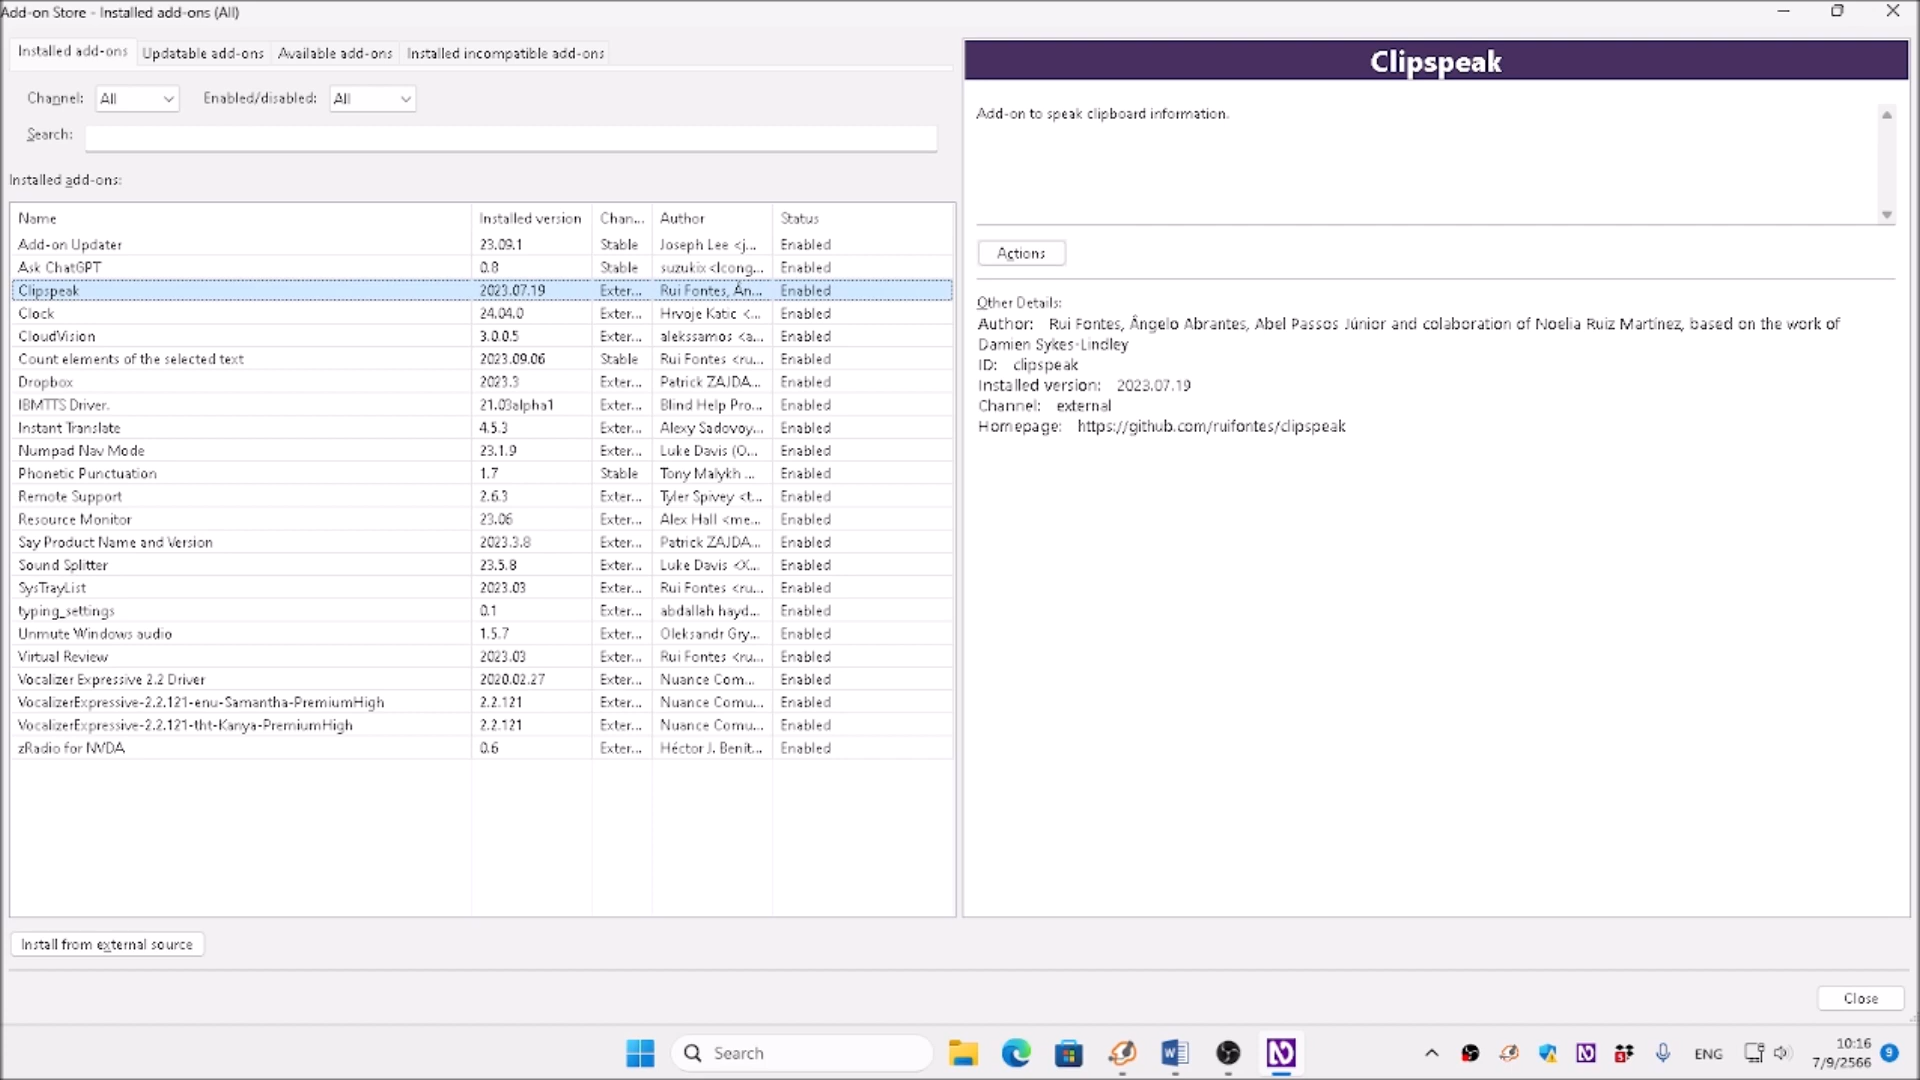 Add-on Store - Installed add-ons (All)
Installed add-ons Updatable add-ons Available add-ons Installed incompatible add-ons
Channel: All Enabled/disabled: All
Search:
Installed add-ons:
Name Installed version Chan... Author Status
Add-on Updater 23.09.1 Stable Joseph Lee <j... Enabled
Ask ChatGPT 0.8 Stable suzukix <lcong... Enabled
Clipspeak 2023.07.19 Exter... Rui Fontes, Ân... Enabled
Clock 24.04.0 Exter... Hrvoje Katic <... Enabled
CloudVision 3.0.0.5 Exter... alekssamos <a... Enabled
Count elements of the selected text 2023.09.06 Stable Rui Fontes <ru... Enabled
Dropbox 2023.3 Exter... Patrick ZAJDA... Enabled
IBMTTS Driver. 21.03alpha1 Exter... Blind Help Pro... Enabled
Instant Translate 4.5.3 Exter... Alexy Sadovoy... Enabled
Numpad Nav Mode 23.1.9 Exter... Luke Davis (O... Enabled
Phonetic Punctuation 1.7 Stable Tony Malykh ... Enabled
Remote Support 2.6.3 Exter... Tyler Spivey <t... Enabled
Resource Monitor 23.06 Exter... Alex Hall <me... Enabled
Say Product Name and Version 2023.3.8 Exter... Patrick ZAJDA... Enabled
Sound Splitter 23.5.8 Exter... Luke Davis <X... Enabled
SysTrayList 2023.03 Exter... Rui Fontes <ru... Enabled
typing_settings 0.1 Exter... abdallah hayd... Enabled
Unmute Windows audio 1.5.7 Exter... Oleksandr Gry... Enabled
Virtual Review 2023.03 Exter... Rui Fontes <ru... Enabled
Vocalizer Expressive 2.2 Driver 2020.02.27 Exter... Nuance Com... Enabled
VocalizerExpressive-2.2.121-enu-Samantha-PremiumHigh 2.2.121 Exter... Nuance Comu... Enabled
VocalizerExpressive-2.2.121-tht-Kanya-PremiumHigh 2.2.121 Exter... Nuance Comu... Enabled
zRadio for NVDA 0.6 Exter... Héctor J. Benit... Enabled
Install from external source
Clipspeak
Add-on to speak clipboard information.
Actions
Other Details:
Author: Rui Fontes, Ângelo Abrantes, Abel Passos Júnior and colaboration of Noelia Ruiz Martínez, based on the work of
Damien Sykes-Lindley
ID: clipspeak
Installed version: 2023.07.19
Channel: external
Homepage: https://github.com/ruifontes/clipspeak
Close
Search
ENG
10:16
7/9/2566
9